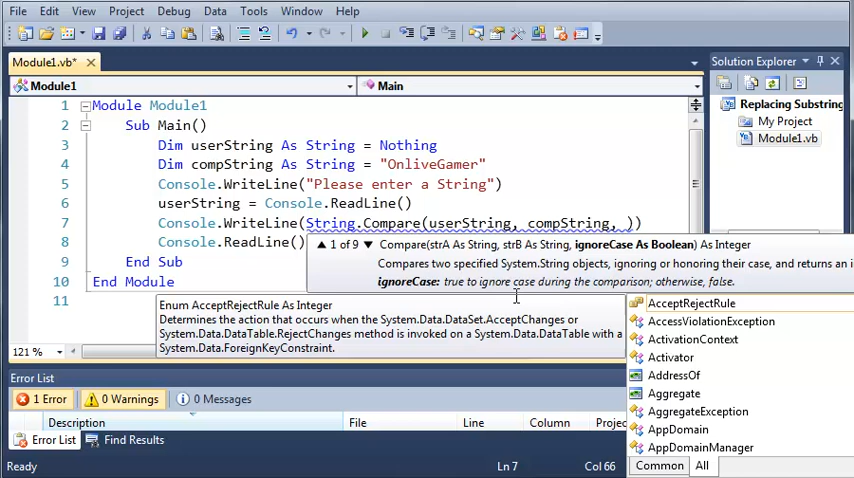 File Edit View Project Debug Data Tools Window Help
Module1.vb* Solution Explorer
Module1 Main
1 Module Module1 Replacing Substring
2 Sub Main() My Project
3 Dim userString As String = Nothing Module1.vb
4 Dim compString As String = "OnliveGamer"
5 Console.WriteLine("Please enter a String")
6 userString = Console.ReadLine()
7 Console.WriteLine(String.Compare(userString, compString, ))
8 Console.ReadLine()
1 of 9 Compare(strA As String, strB As String, ignoreCase As Boolean) As Integer
9 End Sub
Compares two specified System.String objects, ignoring or honoring their case, and returns an i
10 End Module
ignoreCase: true to ignore case during the comparison; otherwise, false.
11
Enum AcceptRejectRule As Integer
Determines the action that occurs when the System.Data.DataSet.AcceptChanges or
System.Data.DataTable.RejectChanges method is invoked on a System.Data.DataTable with a
System.Data.ForeignKeyConstraint.
AcceptRejectRule
AccessViolationException
ActivationContext
Activator
AddressOf
Aggregate
AggregateException
AppDomain
AppDomainManager
Common All
121 %
Error List
1 Error 0 Warnings 0 Messages
Description File Line Column Projec
Error List Find Results
Ready Ln 7 Col 66